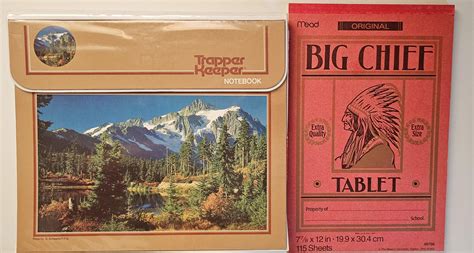 Trapper
Keeper
NOTEBOOK
Mead
ORIGINAL
BIG CHIEF
Extra
Quality
Extra
Size
TABLET
Property of
School
7⅞ x 12 in · 19.9 x 30.4 cm
115 Sheets